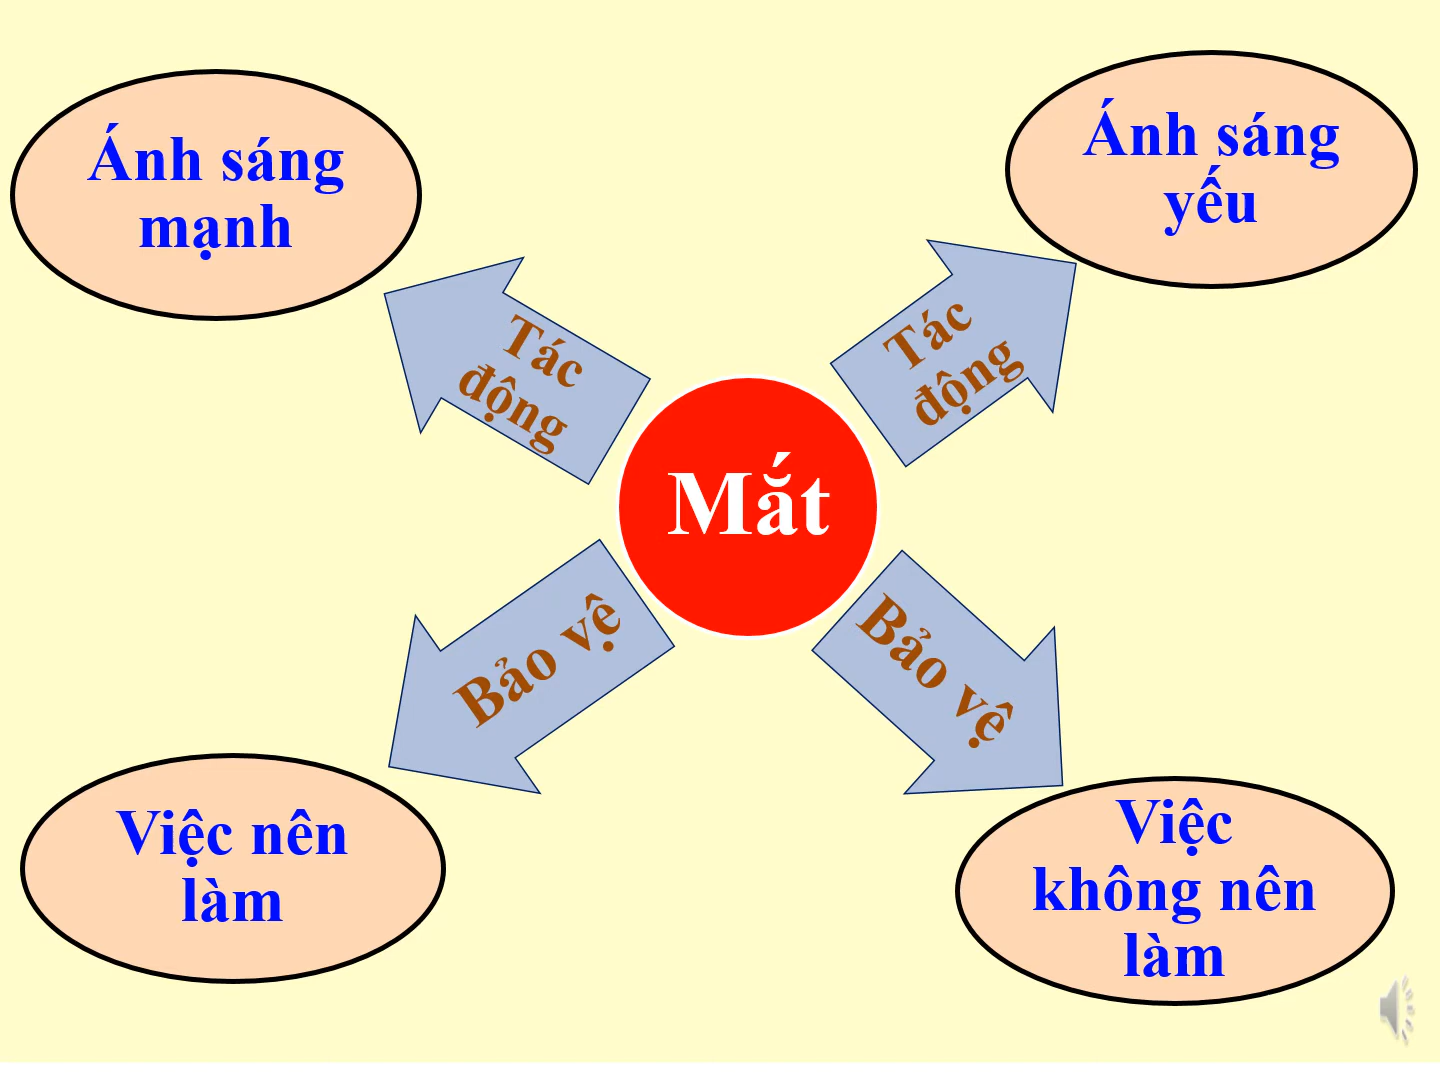 Ánh sáng
mạnh
Ánh sáng
yếu
Tác
động
Tác
động
Mắt
Bảo vệ
Bảo vệ
Việc nên
làm
Việc
không nên
làm